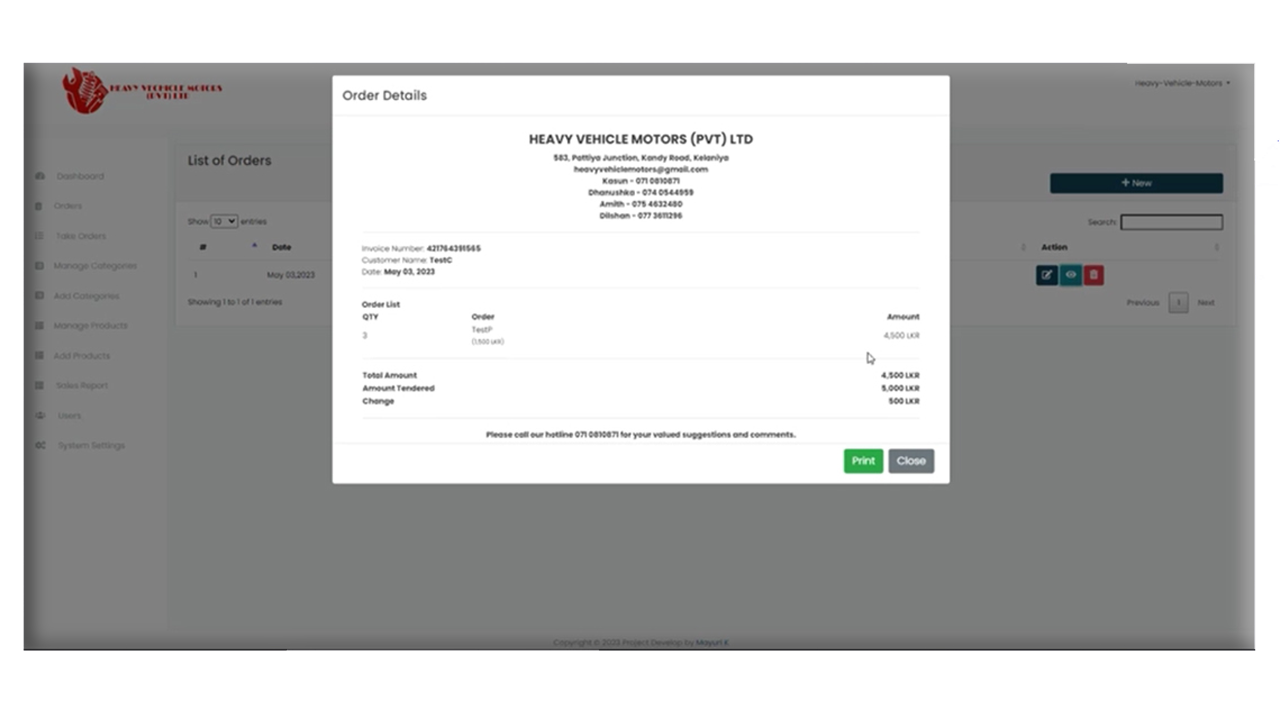 HEAVY VECHICLE MOTORS
(PVT) LTD
Heavy-Vehicle-Motors
Dashboard
Orders
Take Orders
Manage Categories
Add Categories
Manage Products
Add Products
Sales Report
Users
System Settings
List of Orders
+ New
Show 10 entries
Search:
# Date Action
1 May 03,2023
Showing 1 to 1 of 1 entries
Previous 1 Next
Order Details
HEAVY VEHICLE MOTORS (PVT) LTD
583, Pattiya Junction, Kandy Road, Kelaniya
heavyvehiclemotors@gmail.com
Kasun - 071 0810871
Dhanushka - 074 0544959
Amith - 075 4632480
Dilshan - 077 3611296
Invoice Number: 421764391565
Customer Name: TestC
Date: May 03, 2023
Order List
QTY Order Amount
3 TestP 4,500 LKR
(1,500 LKR)
Total Amount 4,500 LKR
Amount Tendered 5,000 LKR
Change 500 LKR
Please call our hotline 071 0810871 for your valued suggestions and comments.
Print Close
Copyright © 2023 Project Develop by Mayuri.K